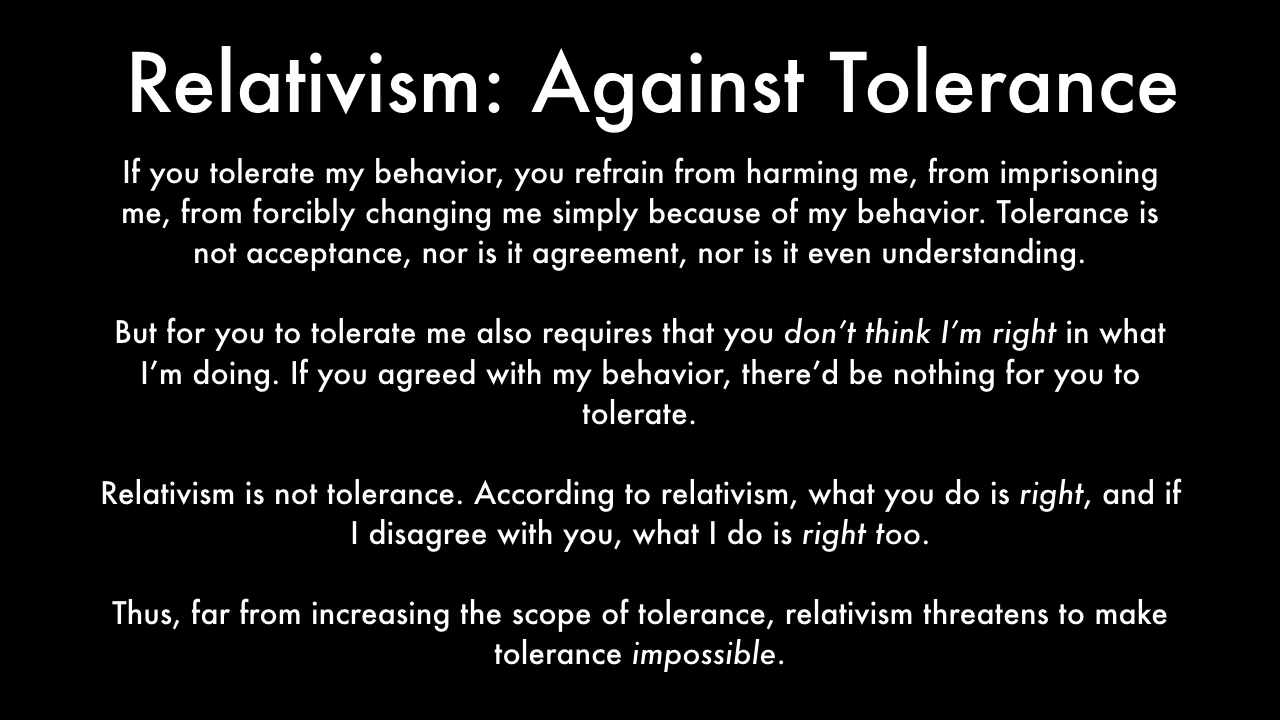 Relativism: Against Tolerance
If you tolerate my behavior, you refrain from harming me, from imprisoning
me, from forcibly changing me simply because of my behavior. Tolerance is
not acceptance, nor is it agreement, nor is it even understanding.
But for you to tolerate me also requires that you don’t think I’m right in what
I’m doing. If you agreed with my behavior, there’d be nothing for you to
tolerate.
Relativism is not tolerance. According to relativism, what you do is right, and if
I disagree with you, what I do is right too.
Thus, far from increasing the scope of tolerance, relativism threatens to make
tolerance impossible.